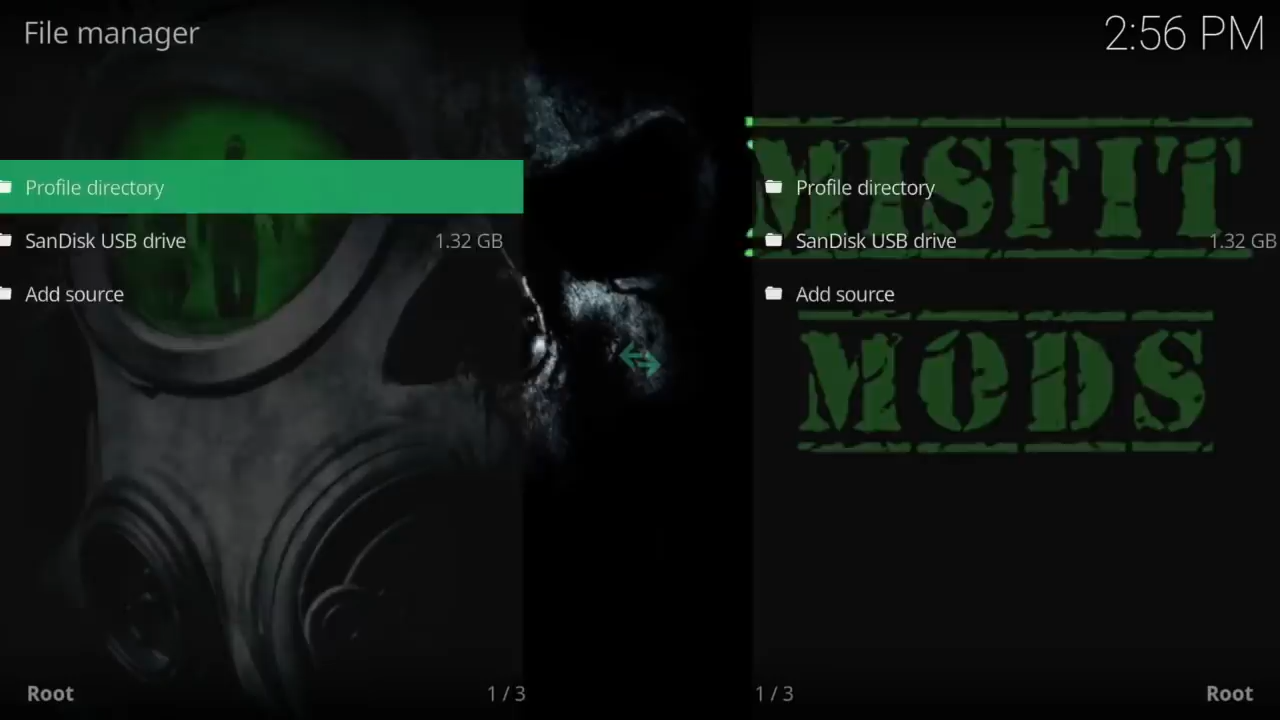 File manager
2:56 PM
Profile directory
SanDisk USB drive 1.32 GB
Add source
Root 1 / 3
MISFIT
MODS
Profile directory
SanDisk USB drive 1.32 GB
Add source
1 / 3 Root